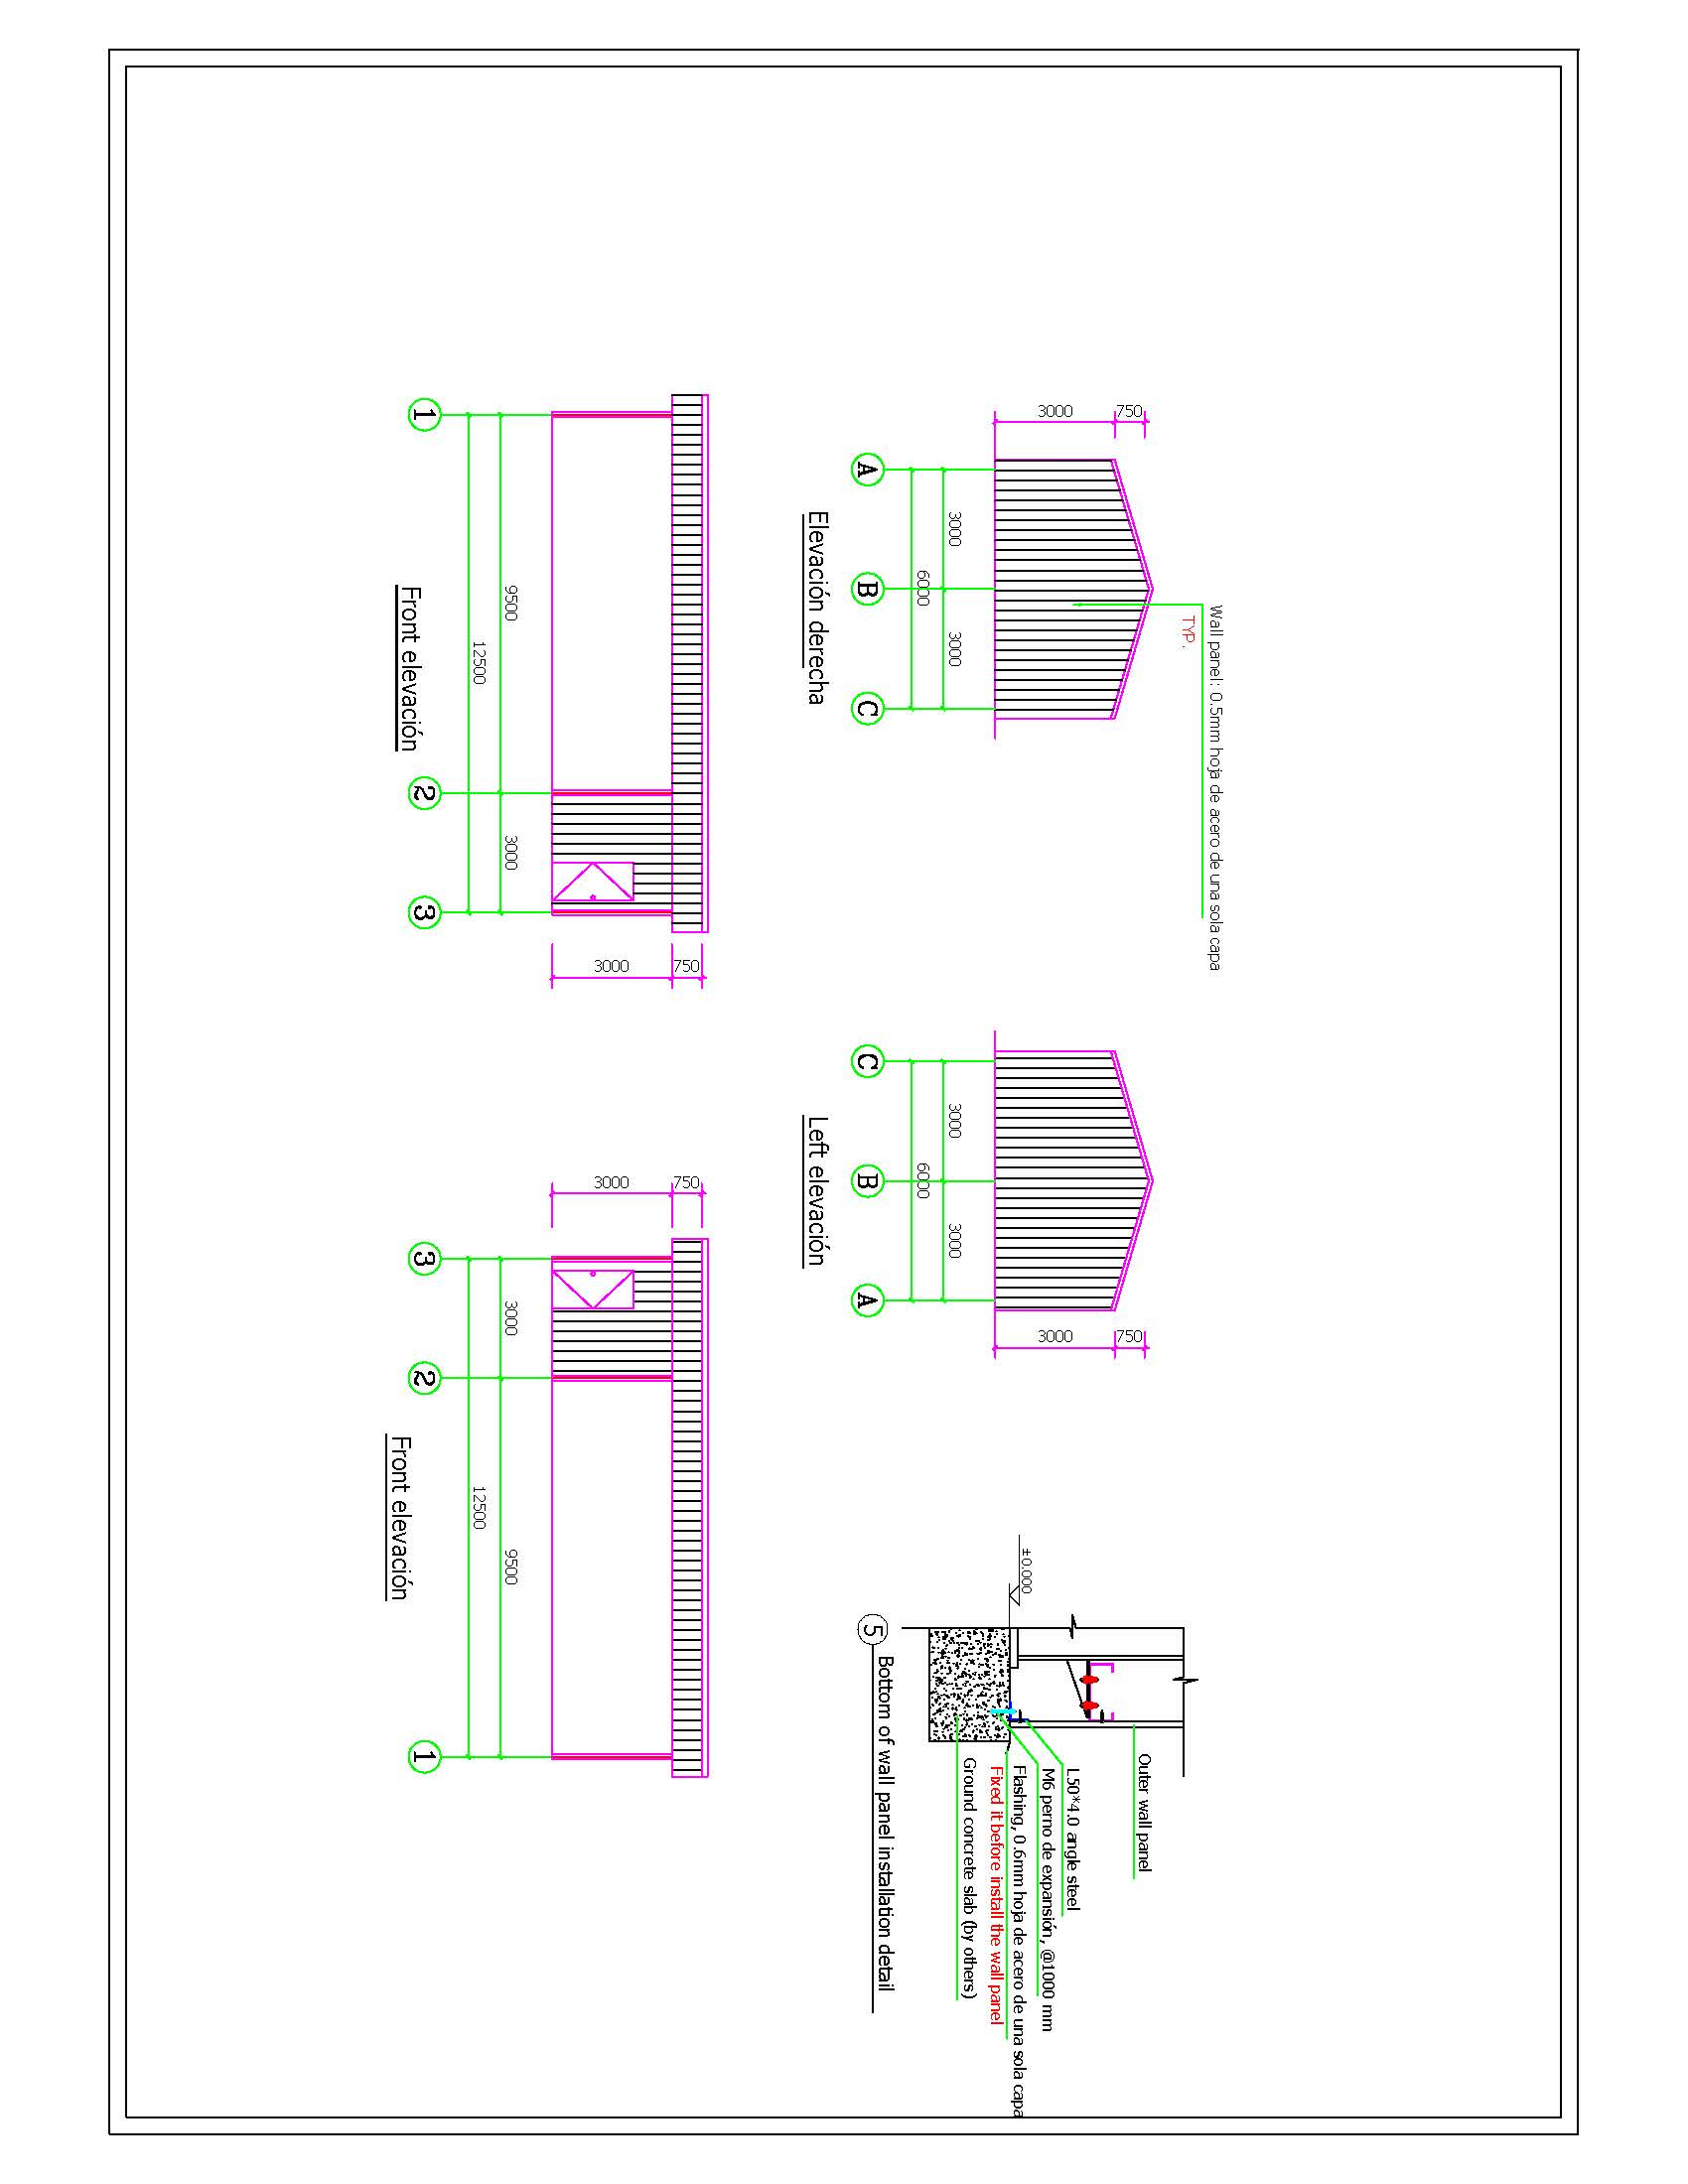 Wall panel: 0.5mm hoja de acero de una sola capa
TYP.
750
3000
3000
3000
6000
A
B
C
Elevación derecha
750
3000
3000
3000
6000
C
B
A
Left elevación
Outer wall panel
L50*4.0 angle steel
M6 perno de expansión, @1000 mm
Flashing, 0.6mm hoja de acero de una sola capa
Fixed it before install the wall panel
Ground concrete slab (by others)
±0.000
5
Bottom of wall panel installation detail
750
3000
9500
3000
12500
1
2
3
Front elevación
750
3000
3000
9500
12500
3
2
1
Front elevación